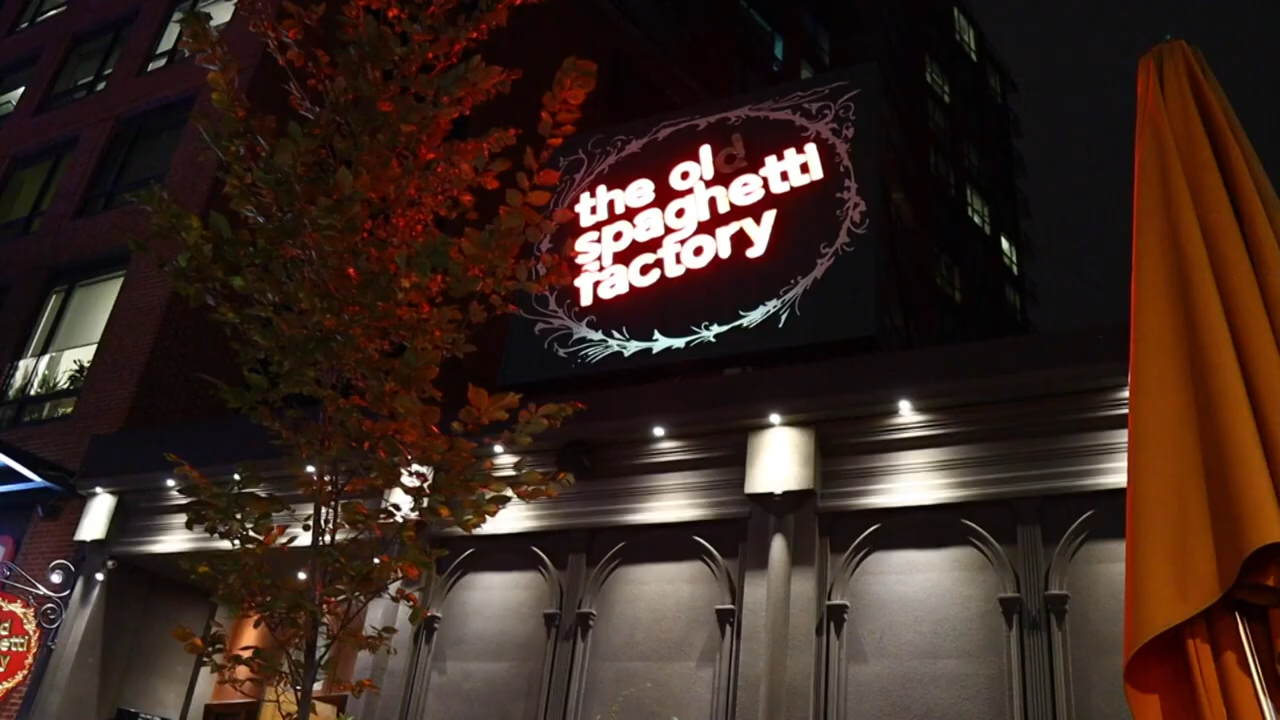 the old
spaghetti
factory